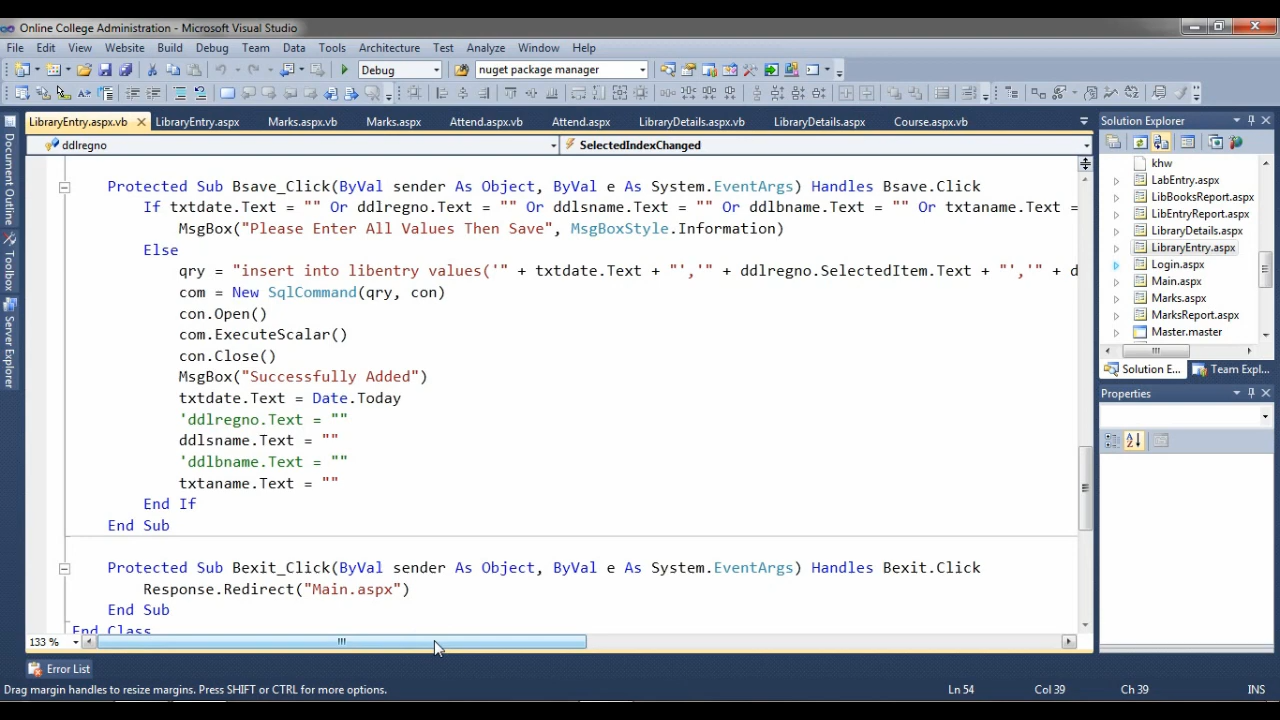 Online College Administration - Microsoft Visual Studio
File Edit View Website Build Debug Team Data Tools Architecture Test Analyze Window Help
Debug nuget package manager
LibraryEntry.aspx.vb LibraryEntry.aspx Marks.aspx.vb Marks.aspx Attend.aspx.vb Attend.aspx LibraryDetails.aspx.vb LibraryDetails.aspx Course.aspx.vb
ddlregno SelectedIndexChanged
Protected Sub Bsave_Click(ByVal sender As Object, ByVal e As System.EventArgs) Handles Bsave.Click
If txtdate.Text = "" Or ddlregno.Text = "" Or ddlsname.Text = "" Or ddlbname.Text = "" Or txtaname.Text =
MsgBox("Please Enter All Values Then Save", MsgBoxStyle.Information)
Else
qry = "insert into libentry values('" + txtdate.Text + "','" + ddlregno.SelectedItem.Text + "','" + d
com = New SqlCommand(qry, con)
con.Open()
com.ExecuteScalar()
con.Close()
MsgBox("Successfully Added")
txtdate.Text = Date.Today
'ddlregno.Text = ""
ddlsname.Text = ""
'ddlbname.Text = ""
txtaname.Text = ""
End If
End Sub
Protected Sub Bexit_Click(ByVal sender As Object, ByVal e As System.EventArgs) Handles Bexit.Click
Response.Redirect("Main.aspx")
End Sub
End Class
133 %
Document Outline
Toolbox
Server Explorer
Solution Explorer
khw
LabEntry.aspx
LibBooksReport.aspx
LibEntryReport.aspx
LibraryDetails.aspx
LibraryEntry.aspx
Login.aspx
Main.aspx
Marks.aspx
MarksReport.aspx
Master.master
Solution E... Team Expl...
Properties
Error List
Drag margin handles to resize margins. Press SHIFT or CTRL for more options. Ln 54 Col 39 Ch 39 INS